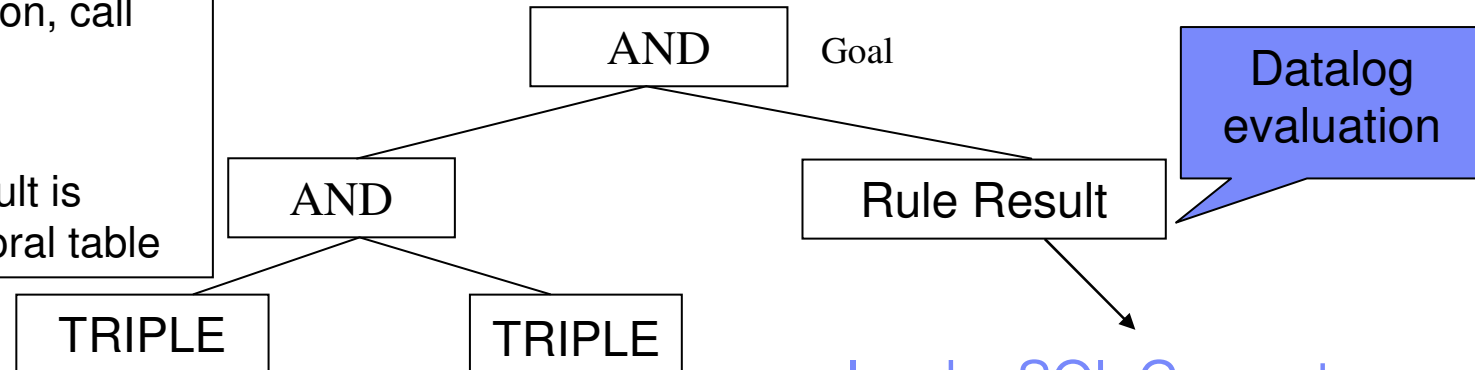 on, call
ult is
oral table
AND
Goal
Datalog
evaluation
AND
Rule Result
TRIPLE
TRIPLE